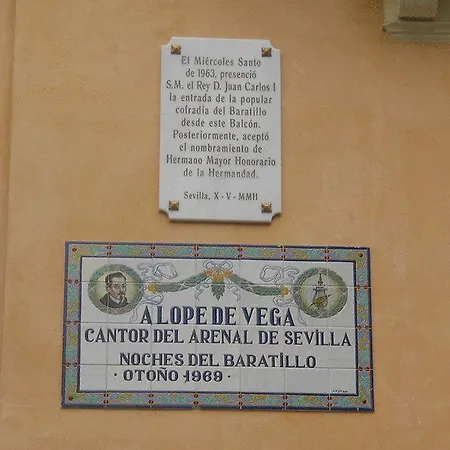 El Miércoles Santo
de 1963, presenció
S.M. el Rey D. Juan Carlos I
la entrada de la popular
cofradía del Baratillo
desde este Balcón.
Posteriormente, aceptó
el nombramiento de
Hermano Mayor Honorario
de la Hermandad.
Sevilla, X - V - MMII
A LOPE DE VEGA
CANTOR DEL ARENAL DE SEVILLA
NOCHES DEL BARATILLO
· OTOÑO 1969 ·